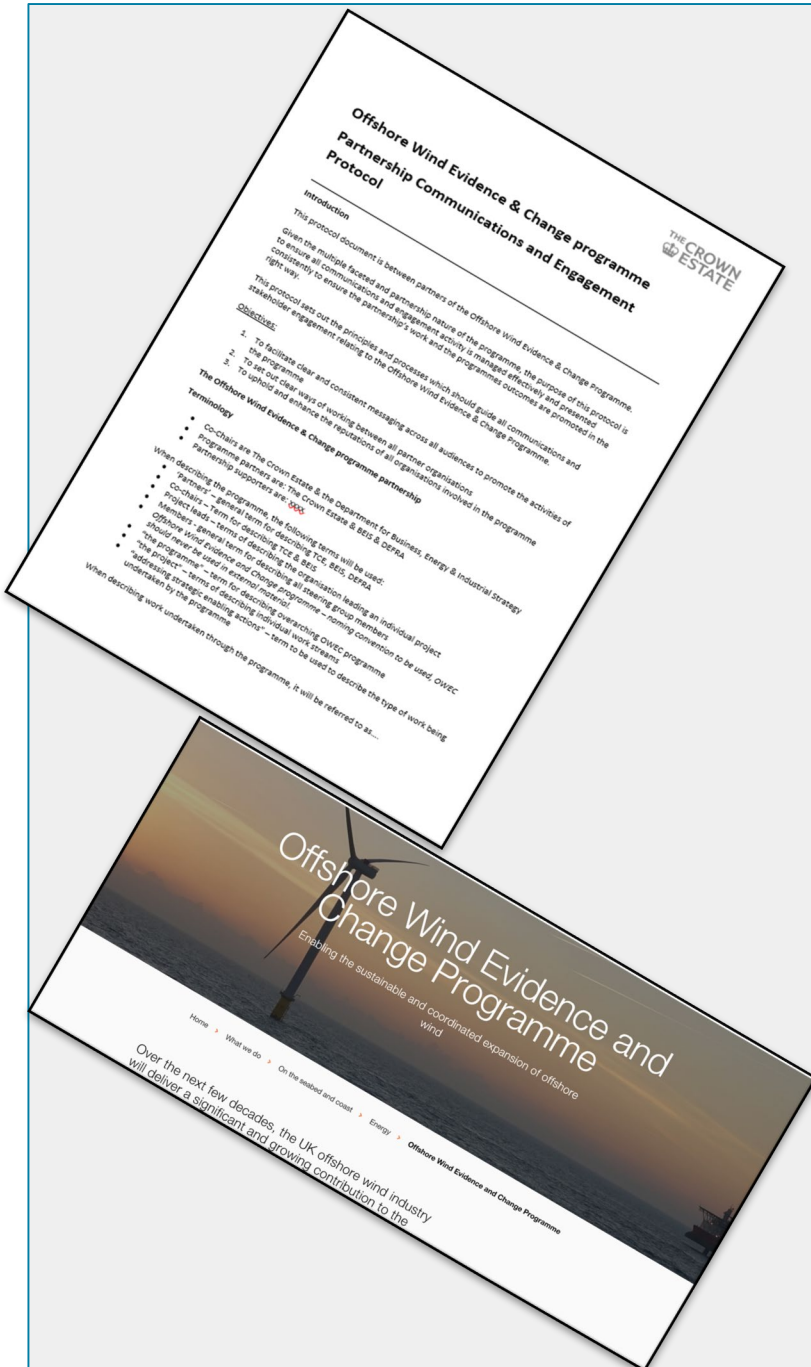 THE CROWN
ESTATE
Offshore Wind Evidence & Change programme
Partnership Communications and Engagement
Protocol
Introduction
This protocol document is between partners of the Offshore Wind Evidence & Change Programme.
Given the multiple faceted and partnership nature of the programme, the purpose of this protocol is
to ensure all communications and engagement activity is managed effectively and presented
consistently to ensure the partnership's work and the programmes outcomes are promoted in the
right way.
This protocol sets out the principles and processes which should guide all communications and
stakeholder engagement relating to the Offshore Wind Evidence & Change Programme.
Objectives:
1. To facilitate clear and consistent messaging across all audiences to promote the activities of
the programme
2. To set out clear ways of working between all partner organisations
3. To uphold and enhance the reputations of all organisations involved in the programme
The Offshore Wind Evidence & Change programme partnership
Terminology
• Co-Chairs are The Crown Estate & the Department for Business, Energy & Industrial Strategy
• Programme partners are: The Crown Estate & BEIS & DEFRA
• Partnership supporters are: XXX.
When describing the programme, the following terms will be used:
• 'Partners' – general term for describing TCE, BEIS, DEFRA
• Co-chairs – Term for describing TCE & BEIS
• Project leads – terms of describing the organisation leading an individual project
• Members - general term for describing all steering group members
• Offshore Wind Evidence and Change programme – naming convention to be used, OWEC
should never be used in external material.
• "the programme" – term for describing overarching OWEC programme
• "the project" – terms of describing individual work streams
• "addressing strategic enabling actions" – term to be used to describe the type of work being
undertaken by the programme
When describing work undertaken through the programme, it will be referred to as....
Offshore Wind Evidence and
Change Programme
Enabling the sustainable and coordinated expansion of offshore
wind
Home > What we do > On the seabed and coast > Energy > Offshore Wind Evidence and Change Programme
Over the next few decades, the UK offshore wind industry
will deliver a significant and growing contribution to the